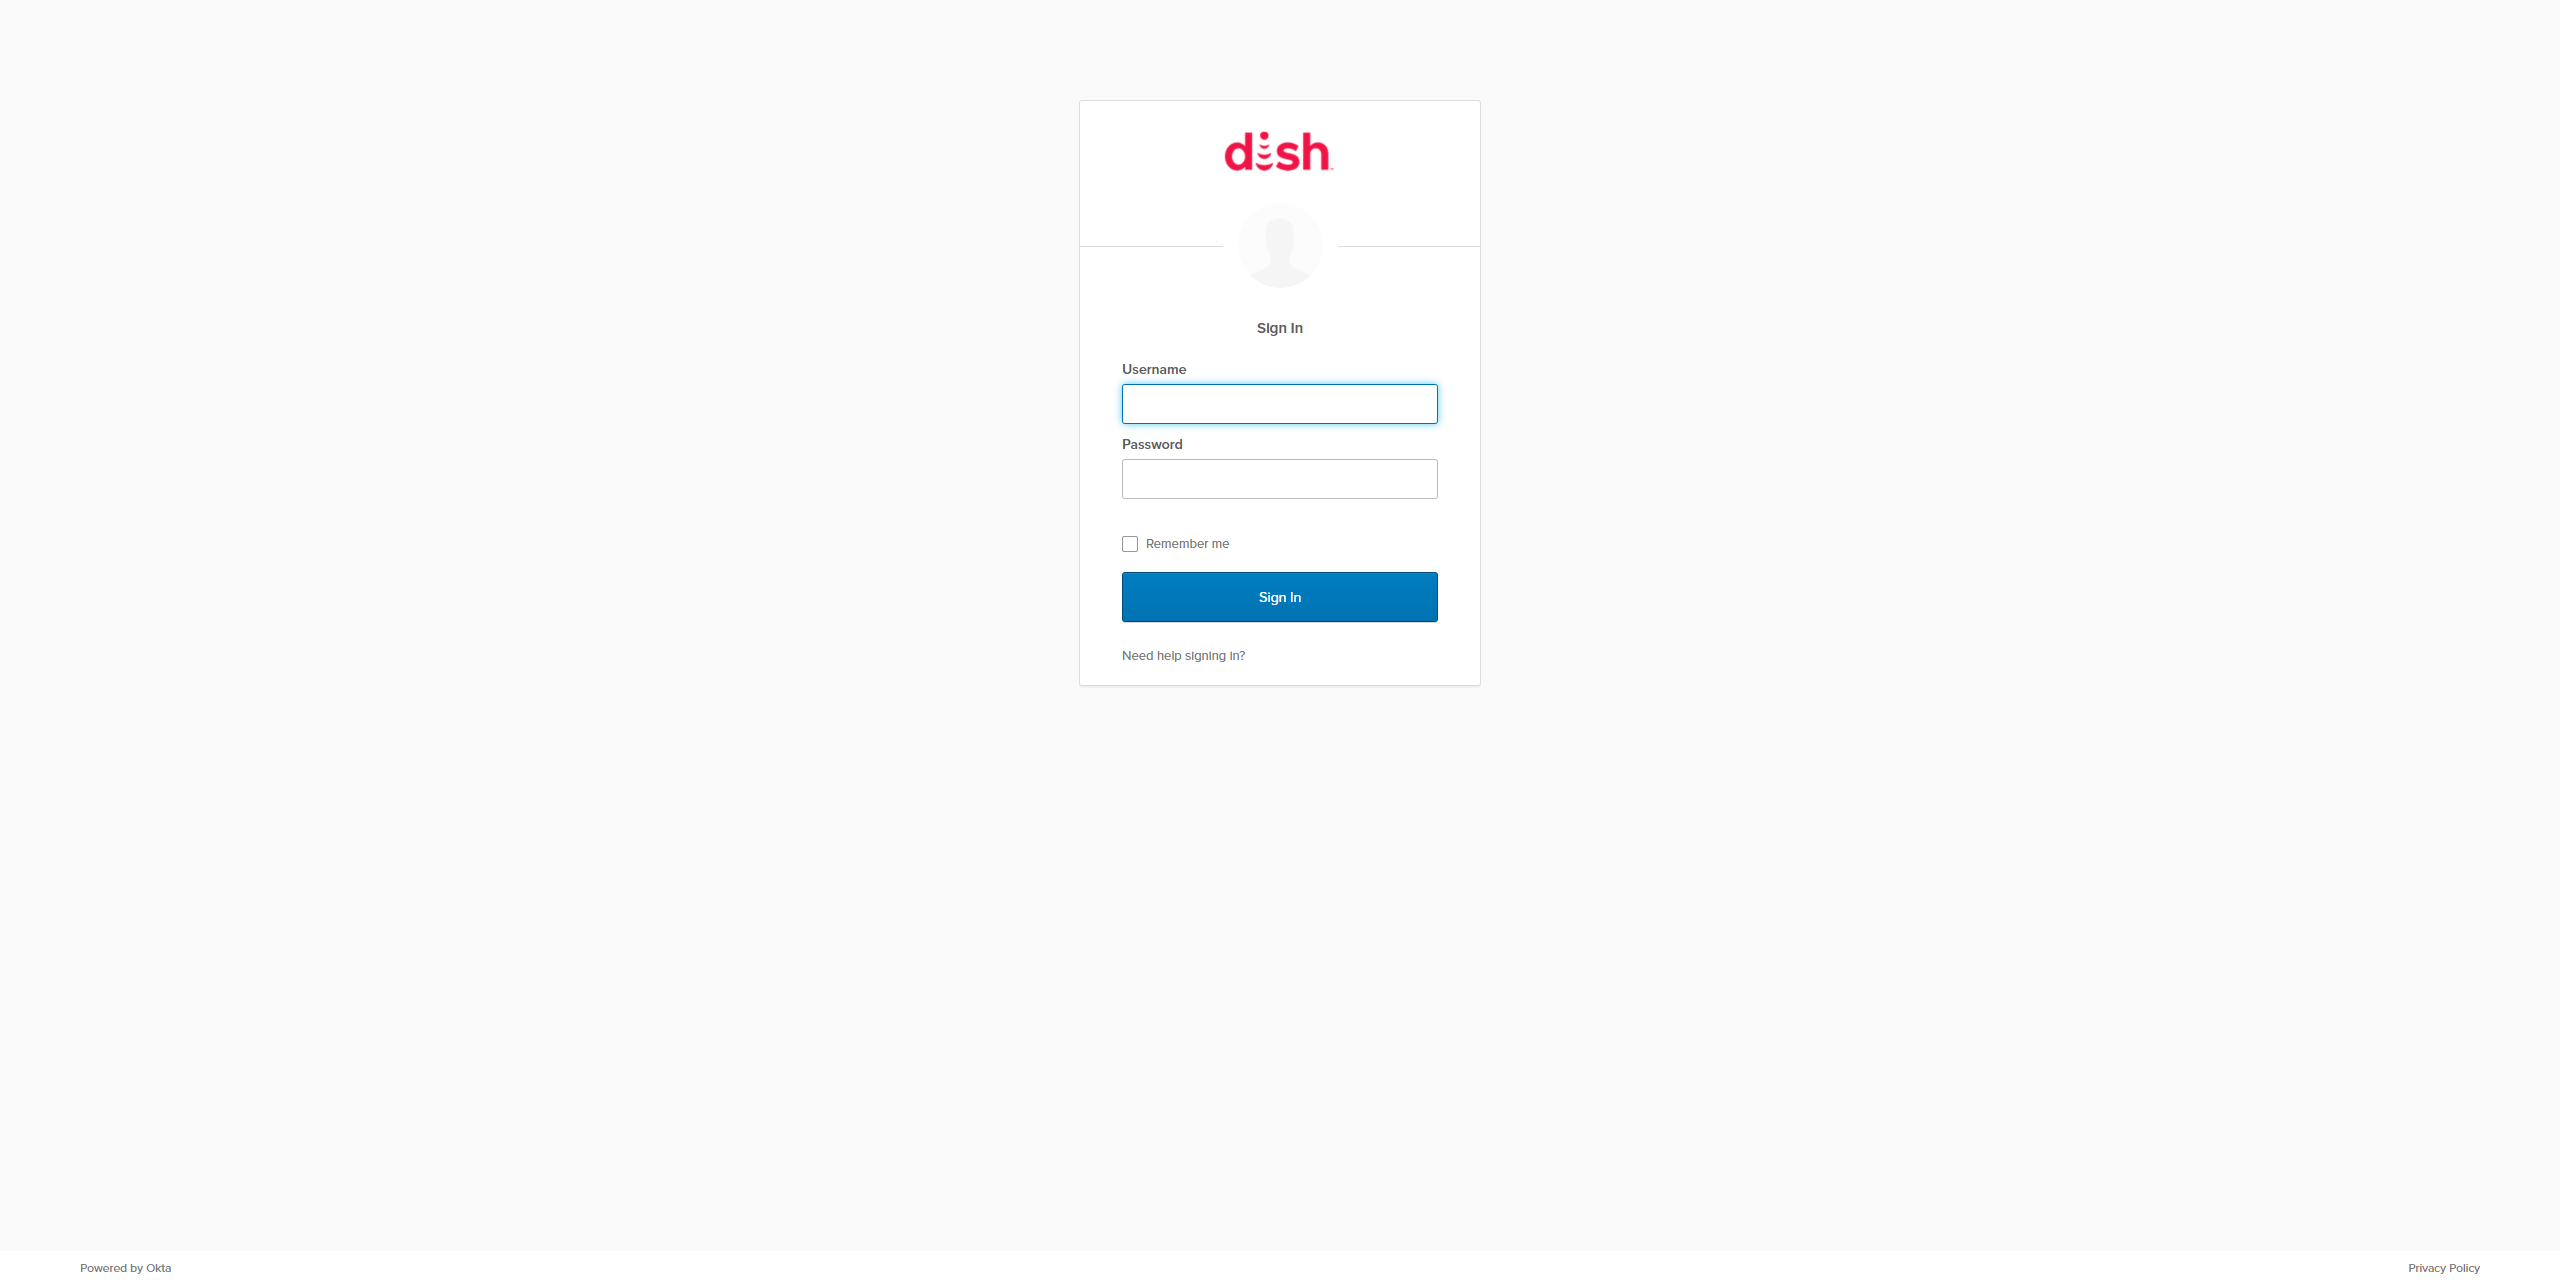 dish
Sign In
Username
Password
Remember me
Sign In
Need help signing in?
Powered by Okta
Privacy Policy